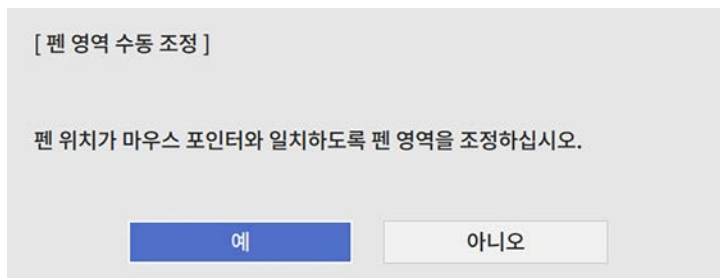 [ 펜 영역 수동 조정 ]
펜 위치가 마우스 포인터와 일치하도록 펜 영역을 조정하십시오.
예
아니오